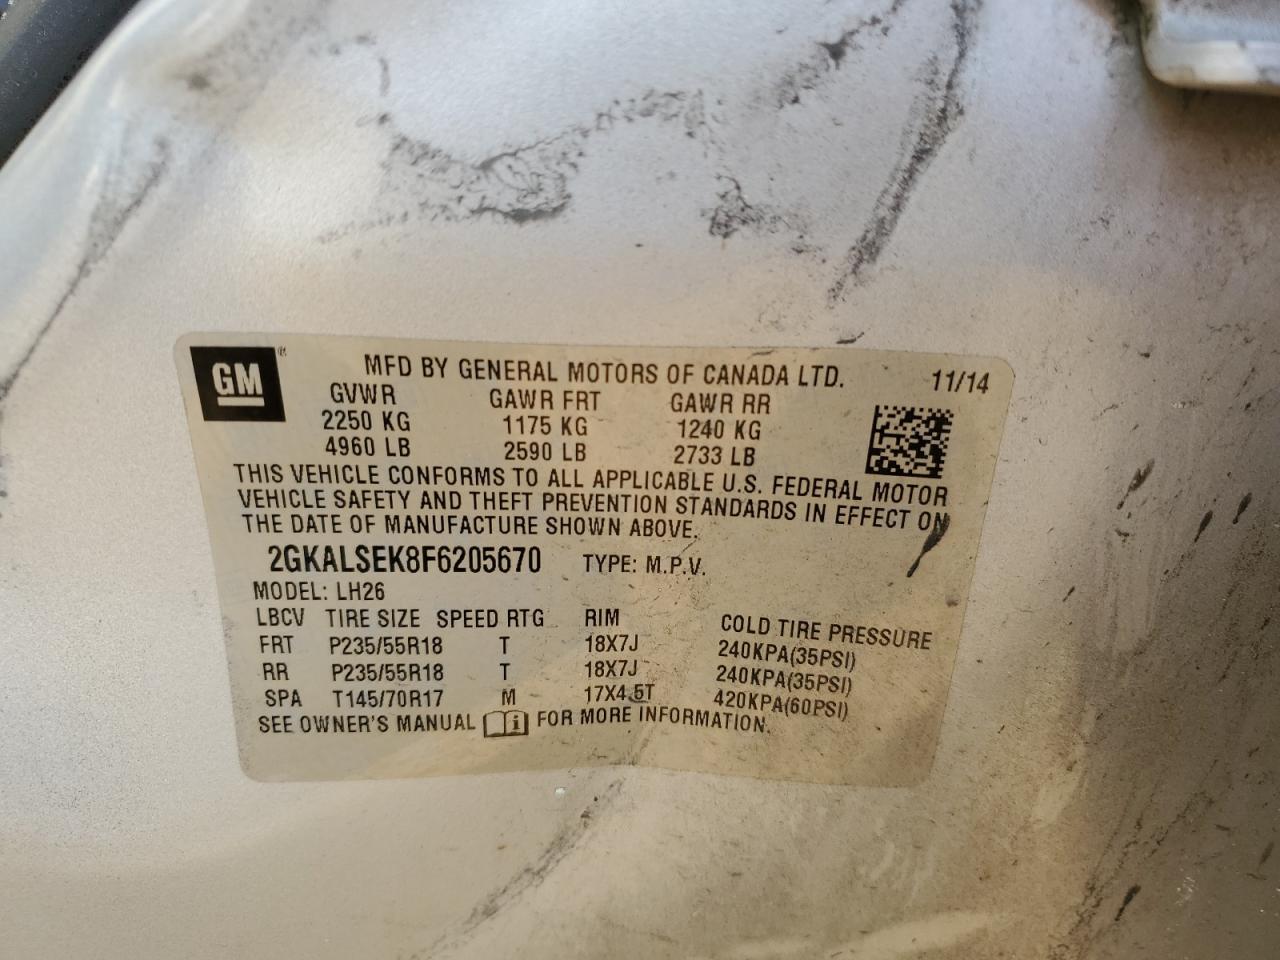 GM®
MFD BY GENERAL MOTORS OF CANADA LTD. 11/14
GVWR GAWR FRT GAWR RR
2250 KG 1175 KG 1240 KG
4960 LB 2590 LB 2733 LB
THIS VEHICLE CONFORMS TO ALL APPLICABLE U.S. FEDERAL MOTOR
VEHICLE SAFETY AND THEFT PREVENTION STANDARDS IN EFFECT ON
THE DATE OF MANUFACTURE SHOWN ABOVE.
2GKALSEK8F6205670 TYPE: M.P.V.
MODEL: LH26
LBCV TIRE SIZE SPEED RTG RIM COLD TIRE PRESSURE
FRT P235/55R18 T 18X7J 240KPA(35PSI)
RR P235/55R18 T 18X7J 240KPA(35PSI)
SPA T145/70R17 M 17X4.5T 420KPA(60PSI)
SEE OWNER'S MANUAL FOR MORE INFORMATION.